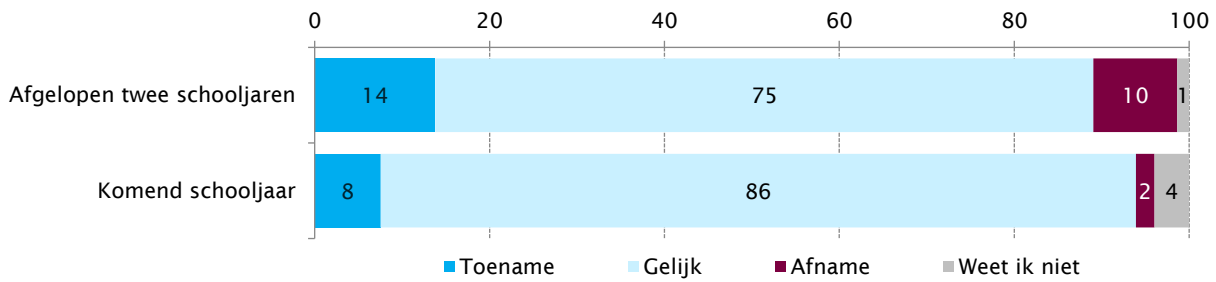 0 20 40 60 80 100
Afgelopen twee schooljaren 14 75 10 1
Komend schooljaar 8 86 2 4
Toename Gelijk Afname Weet ik niet